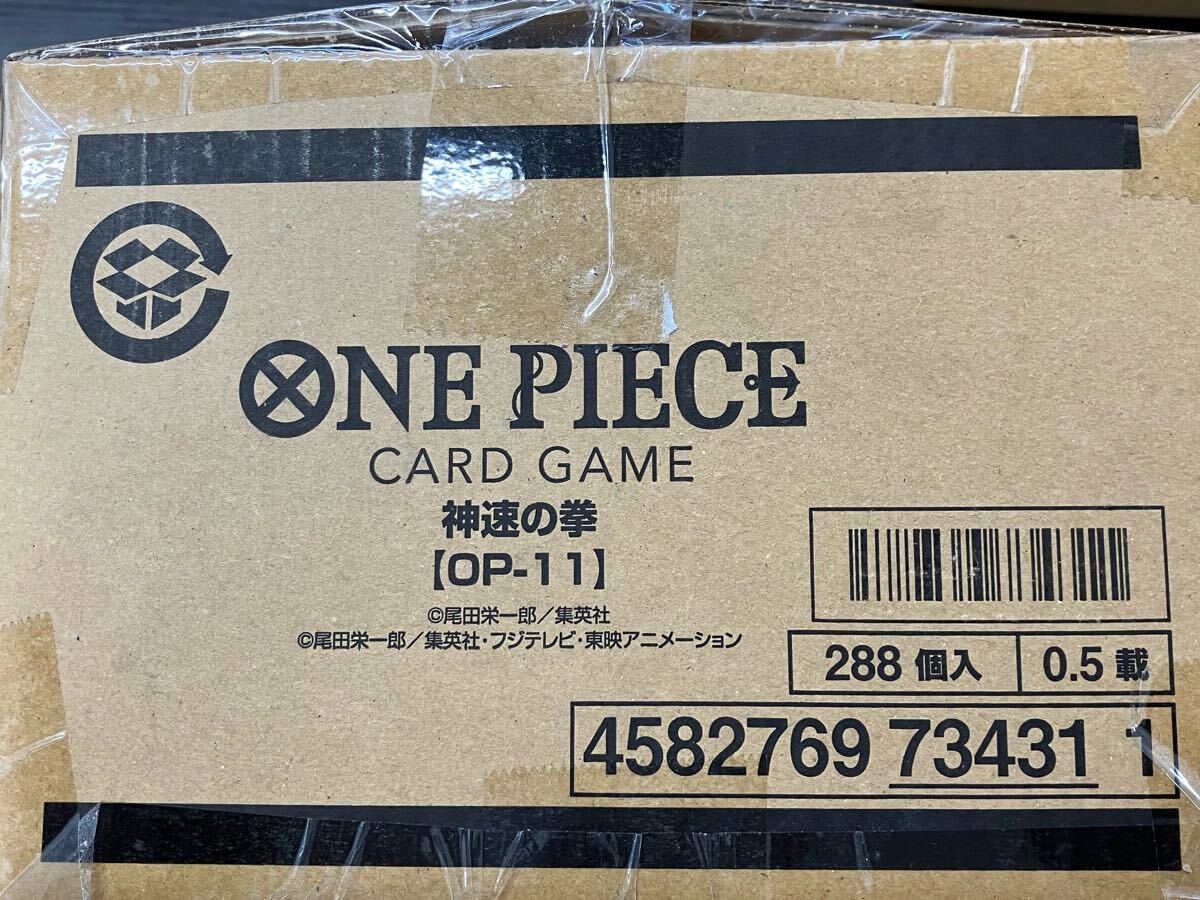 ONE PIECE
CARD GAME
神速の拳
【OP-11】
©尾田栄一郎／集英社
©尾田栄一郎／集英社・フジテレビ・東映アニメーション
288 個入
0.5 載
4582769 73431 1